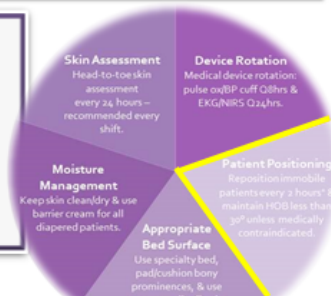 Skin Assessment
Head-to-toe skin
assessment
every 24 hours –
recommended every
shift.
Device Rotation
Medical device rotation:
pulse ox/BP cuff Q8hrs &
EKG/NIRS Q24hrs.
Patient Positioning
Reposition immobile
patients every 2 hours*
maintain HOB less than
30° unless medically
contraindicated.
Appropriate
Bed Surface
Use specialty bed,
pad/cushion bony
prominences, & use
Moisture
Management
Keep skin clean/dry & use
barrier cream for all
diapered patients.